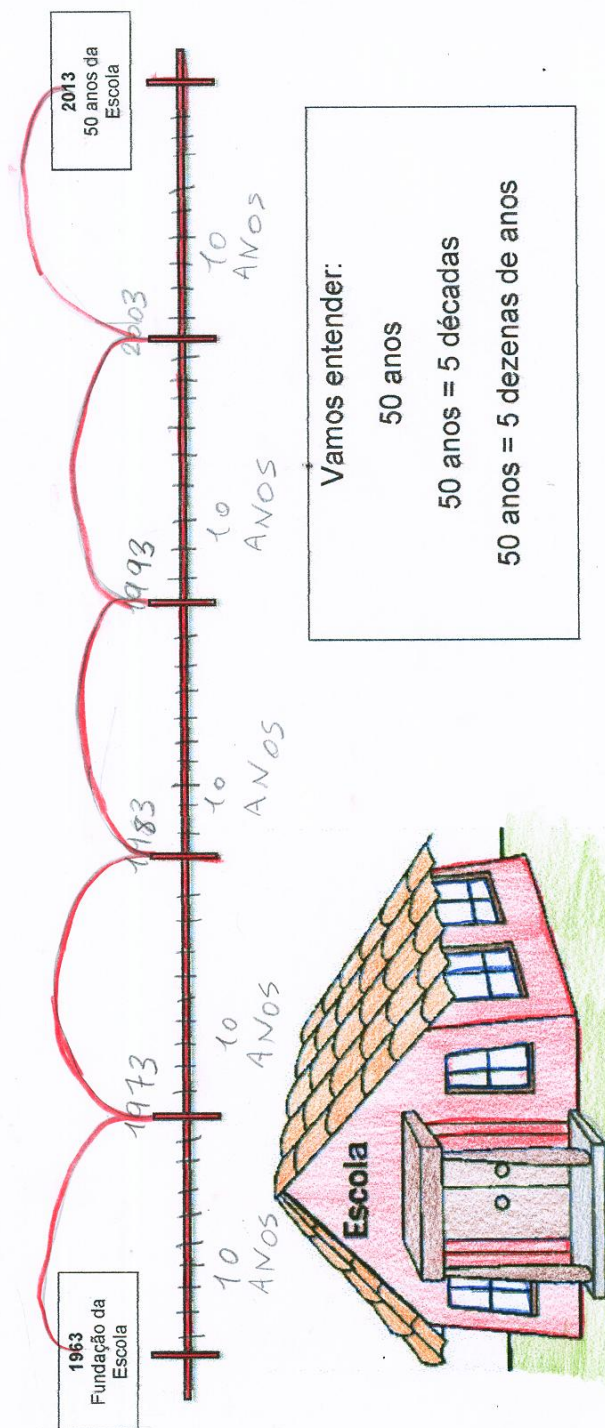 1963
Fundação da
Escola
1973
1983
1993
2003
2013
50 anos da
Escola
10
ANOS
10
ANOS
10
ANOS
10
ANOS
10
ANOS
Escola
Vamos entender:
50 anos
50 anos = 5 décadas
50 anos = 5 dezenas de anos